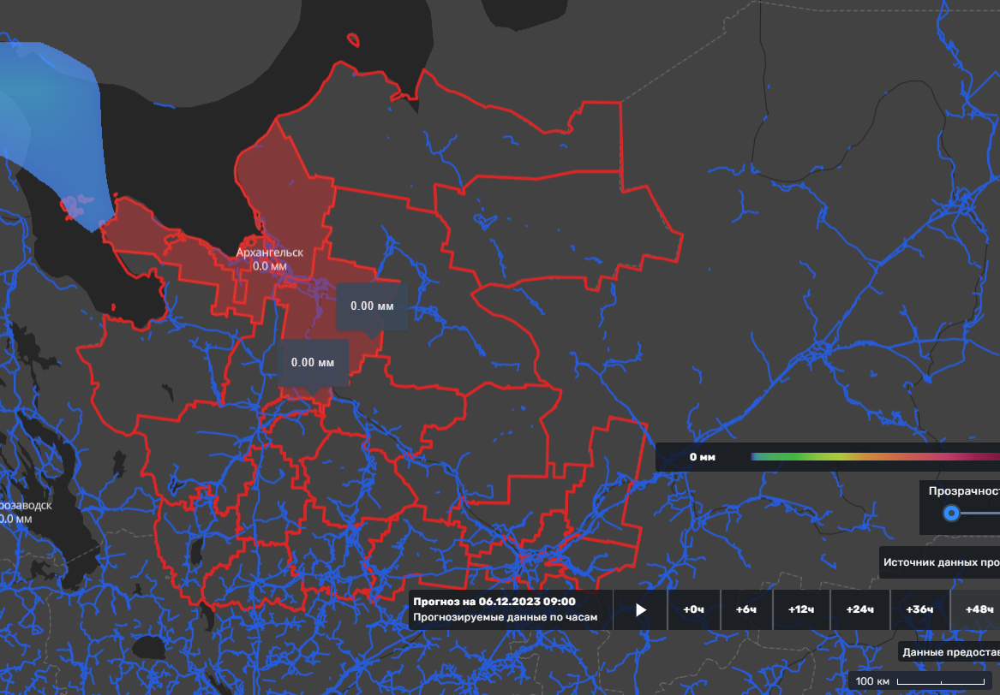 Архангельск
0.0 мм
0.00 мм
0.00 мм
0 мм
Прозрачност
розаводск
0.0 мм
Источник данных про
Прогноз на 06.12.2023 09:00
Прогнозируемые данные по часам
+0ч
+6ч
+12ч
+24ч
+36ч
+48ч
Данные предостав
100 км